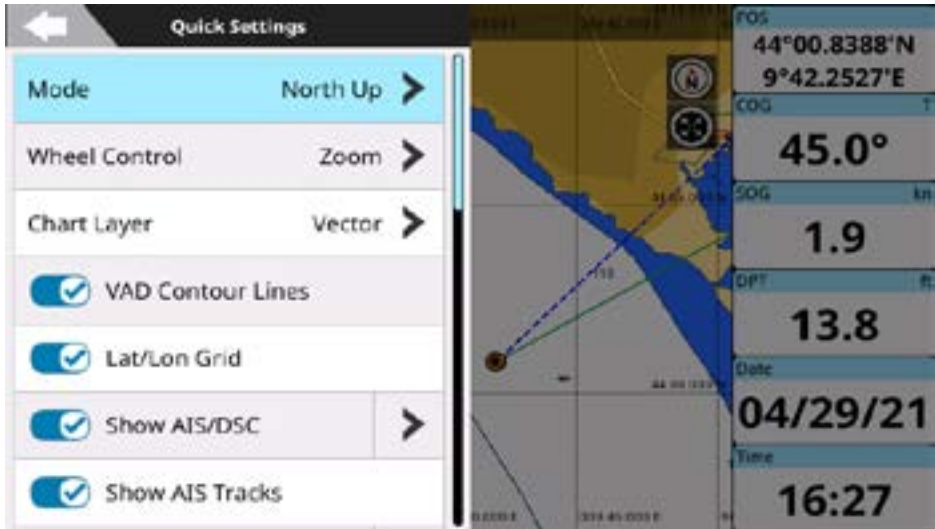 Quick Settings
Mode North Up
Wheel Control Zoom
Chart Layer Vector
VAD Contour Lines
Lat/Lon Grid
Show AIS/DSC
Show AIS Tracks
N
POS
44°00.8388'N
9°42.2527'E
COG T
45.0°
SOG kn
1.9
DPT ft
13.8
Date
04/29/21
Time
16:27